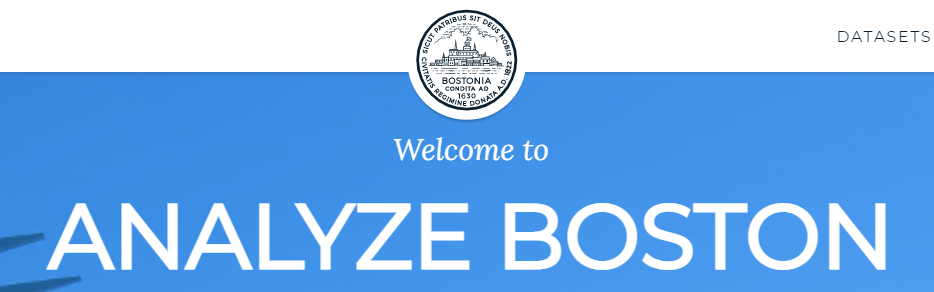 DATASETS
SICUT PATRIBUS SIT DEUS NOBIS
BOSTONIA
CONDITA AD
1630
CIVITATIS REGIMINE DONATA A.D. 1822
Welcome to
ANALYZE BOSTON